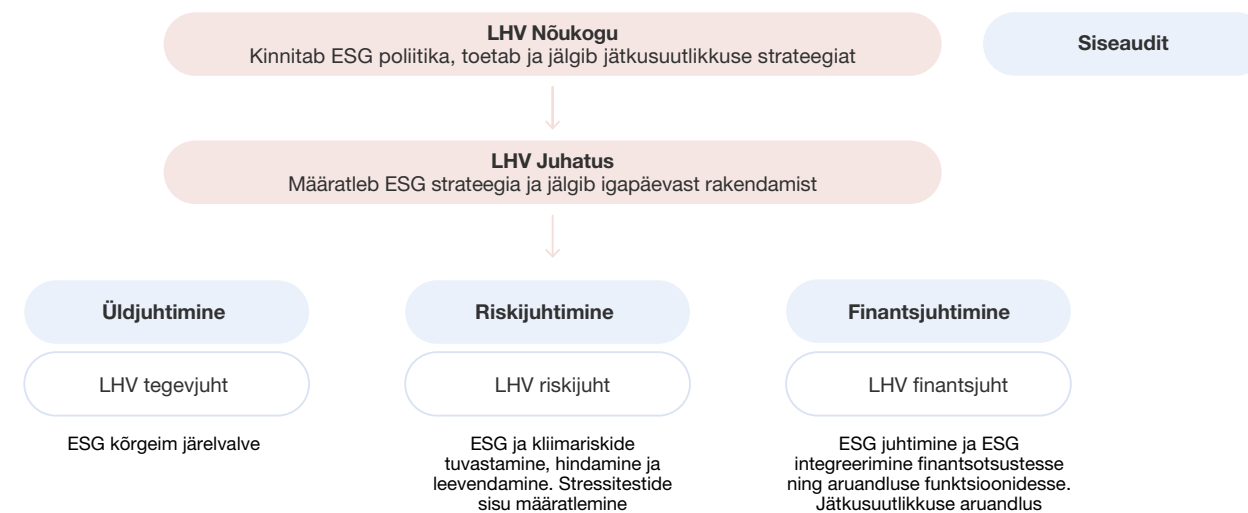 LHV Nõukogu
Kinnitab ESG poliitika, toetab ja jälgib jätkusuutlikkuse strateegiat
Siseaudit
LHV Juhatus
Määratleb ESG strateegia ja jälgib igapäevast rakendamist
Üldjuhtimine
LHV tegevjuht
ESG kõrgeim järelvalve
Riskijuhtimine
LHV riskijuht
ESG ja kliimariskide
tuvastamine, hindamine ja
leevendamine. Stressitestide
sisu määratlemine
Finantsjuhtimine
LHV finantsjuht
ESG juhtimine ja ESG
integreerimine finantsotsustesse
ning aruandluse funktsioonidesse.
Jätkusuutlikkuse aruandlus